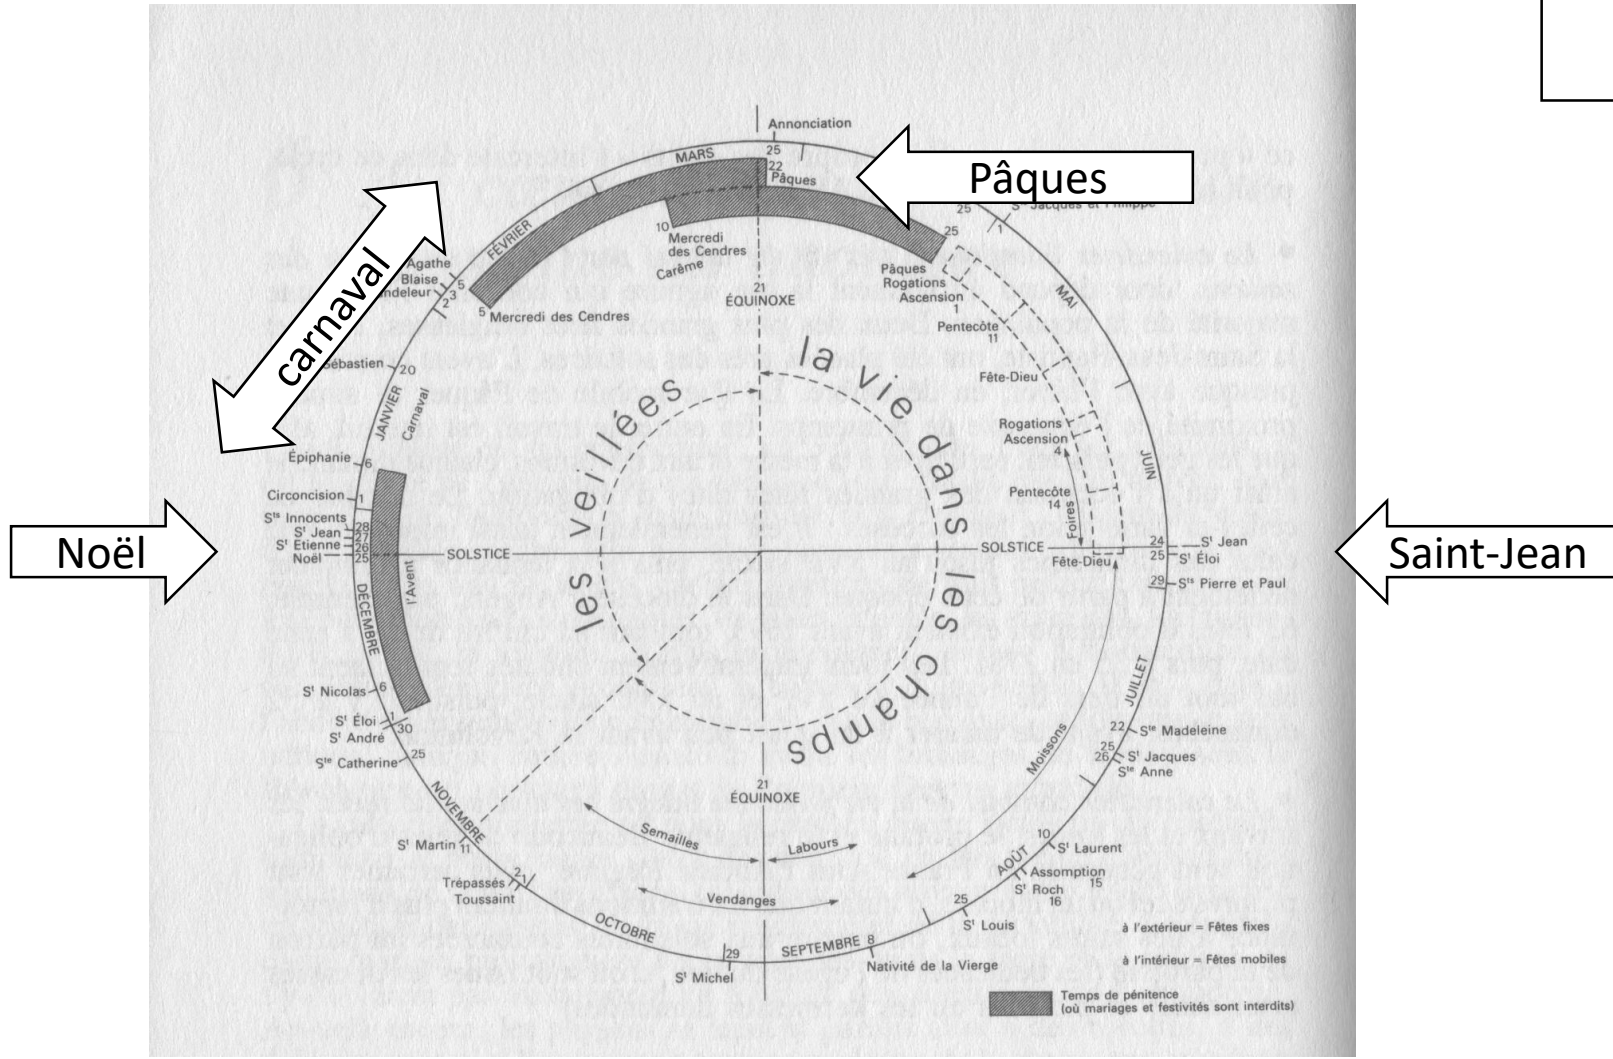 Annonciation
MARS
25
22
Pâques
Pâques
25
1
FÉVRIER
10
Mercredi
des Cendres
Carême
25
Pâques
Rogations
Ascension
1
Pentecôte
11
MAI
21
ÉQUINOXE
carnaval
Agathe
Blaise
5
3
2
5
Mercredi des Cendres
Sébastien
20
JANVIER
Carnaval
Fête-Dieu
la vie dans les champs
les veillées
Rogations
Ascension
4
JUIN
Épiphanie
6
Circoncision
1
Pentecôte
14
Foires
Sts Innocents
28
St Jean
27
St Etienne
26
Noël
25
Noël
SOLSTICE
SOLSTICE
Fête-Dieu
24
St Jean
25
St Éloi
29
Sts Pierre et Paul
Saint-Jean
l'Avent
DÉCEMBRE
St Nicolas
6
St Éloi
1
St André
30
Ste Catherine
25
JUILLET
22
Ste Madeleine
25
St Jacques
26
Ste Anne
Moissons
NOVEMBRE
21
ÉQUINOXE
St Martin
11
Semailles
Labours
10
St Laurent
AOÛT
Assomption
15
St Roch
16
Trépassés
2
Toussaint
1
Vendanges
25
St Louis
OCTOBRE
29
St Michel
SEPTEMBRE
8
Nativité de la Vierge
à l'extérieur = Fêtes fixes
à l'intérieur = Fêtes mobiles
Temps de pénitence
(où mariages et festivités sont interdits)